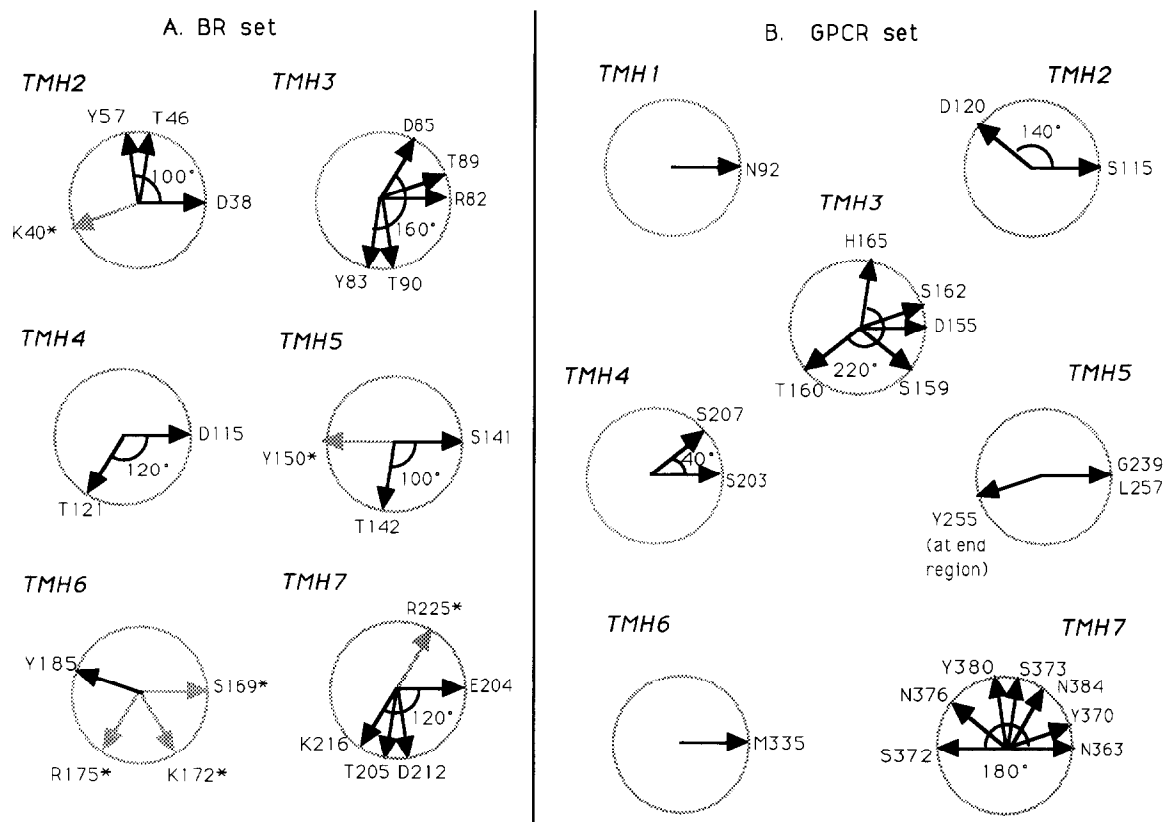 A. BR set
TMH2
Y57
T46
100°
D38
K40*
TMH3
D85
T89
R82
160°
Y83
T90
TMH4
D115
120°
T121
TMH5
S141
Y150*
100°
T142
TMH6
Y185
S169*
R175*
K172*
TMH7
R225*
E204
120°
K216
T205
D212
B. GPCR set
TMH1
N92
TMH2
D120
140°
S115
TMH3
H165
S162
D155
T160
220°
S159
TMH4
S207
40°
S203
TMH5
G239
L257
Y255
(at end
region)
TMH6
M335
TMH7
Y380
S373
N384
N376
Y370
S372
N363
180°